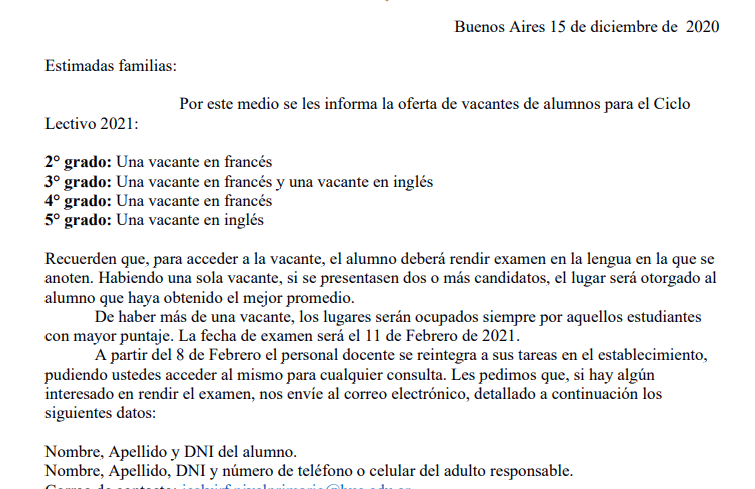 Buenos Aires 15 de diciembre de 2020
Estimadas familias:
Por este medio se les informa la oferta de vacantes de alumnos para el Ciclo
Lectivo 2021:
2° grado: Una vacante en francés
3° grado: Una vacante en francés y una vacante en inglés
4° grado: Una vacante en francés
5° grado: Una vacante en inglés
Recuerden que, para acceder a la vacante, el alumno deberá rendir examen en la lengua en la que se
anoten. Habiendo una sola vacante, si se presentasen dos o más candidatos, el lugar será otorgado al
alumno que haya obtenido el mejor promedio.
De haber más de una vacante, los lugares serán ocupados siempre por aquellos estudiantes
con mayor puntaje. La fecha de examen será el 11 de Febrero de 2021.
A partir del 8 de Febrero el personal docente se reintegra a sus tareas en el establecimiento,
pudiendo ustedes acceder al mismo para cualquier consulta. Les pedimos que, si hay algún
interesado en rendir el examen, nos envíe al correo electrónico, detallado a continuación los
siguientes datos:
Nombre, Apellido y DNI del alumno.
Nombre, Apellido, DNI y número de teléfono o celular del adulto responsable.
Correo de contacto: